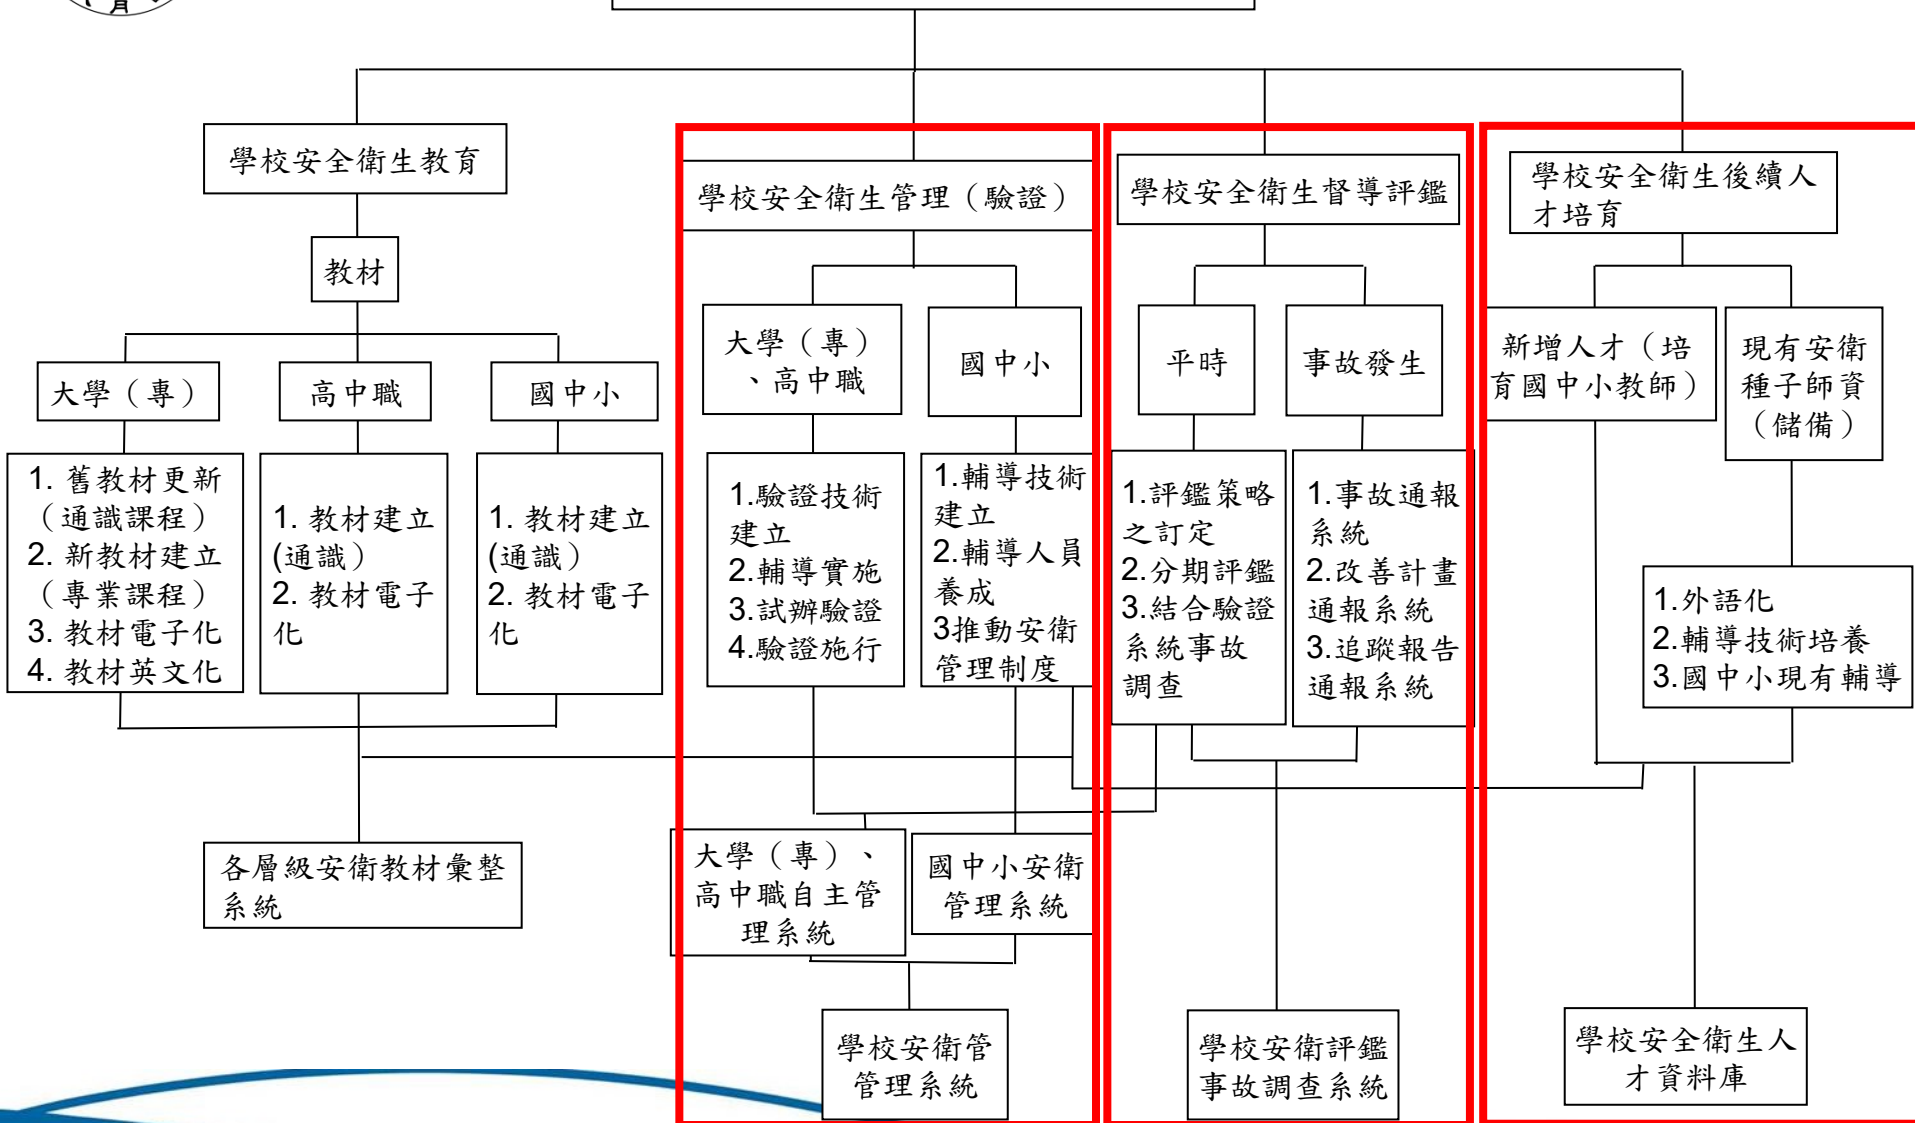 育
學校安全衛生教育
學校安全衛生管理（驗證）
學校安全衛生督導評鑑
學校安全衛生後續人
才培育
教材
大學（專）
高中職
國中小
大學（專）
、高中職
國中小
平時
事故發生
新增人才（培
育國中小教師）
現有安衛
種子師資
（儲備）
1. 舊教材更新
（通識課程）
2. 新教材建立
（專業課程）
3. 教材電子化
4. 教材英文化
1. 教材建立
(通識）
2. 教材電子
化
1. 教材建立
(通識）
2. 教材電子
化
1.驗證技術
建立
2.輔導實施
3.試辦驗證
4.驗證施行
1.輔導技術
建立
2.輔導人員
養成
3推動安衛
管理制度
1.評鑑策略
之訂定
2.分期評鑑
3.結合驗證
系統事故
調查
1.事故通報
系統
2.改善計畫
通報系統
3.追蹤報告
通報系統
1.外語化
2.輔導技術培養
3.國中小現有輔導
各層級安衛教材彙整
系統
大學（專）、
高中職自主管
理系統
國中小安衛
管理系統
學校安衛管
管理系統
學校安衛評鑑
事故調查系統
學校安全衛生人
才資料庫